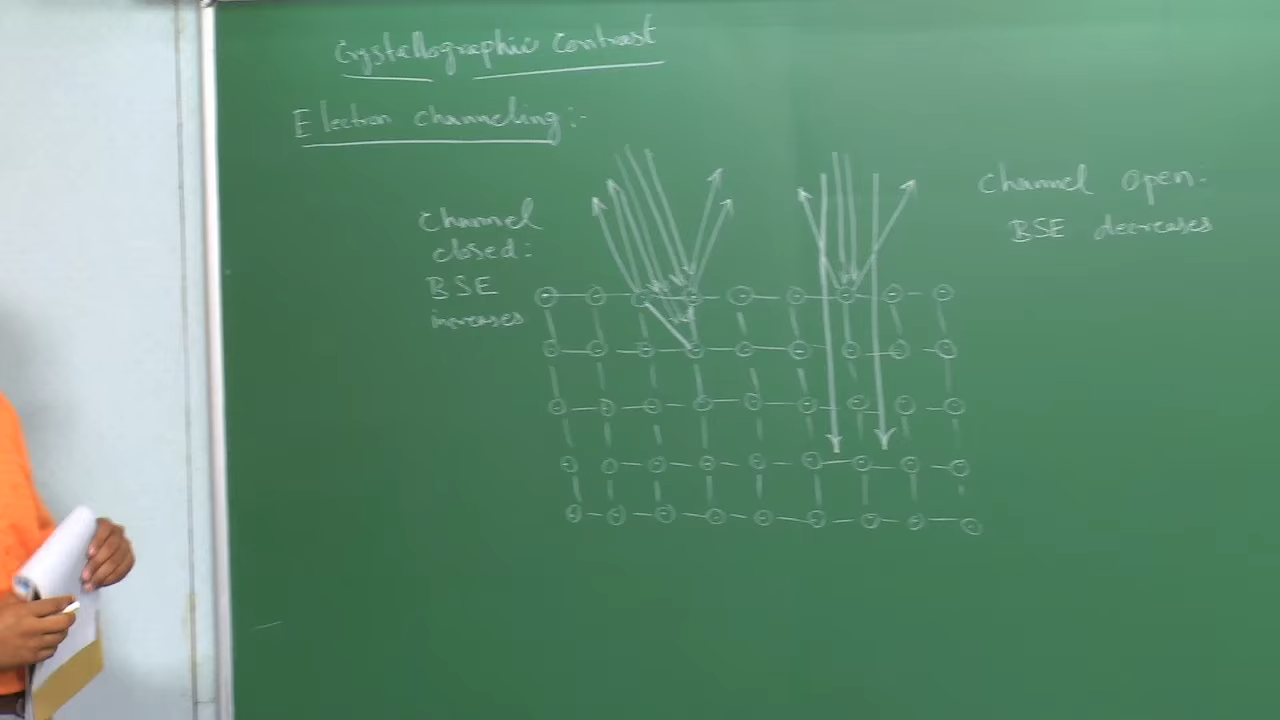 Crystallographic Contrast
Electron channeling:-
Channel
closed:
BSE
increases
Channel open:
BSE decreases